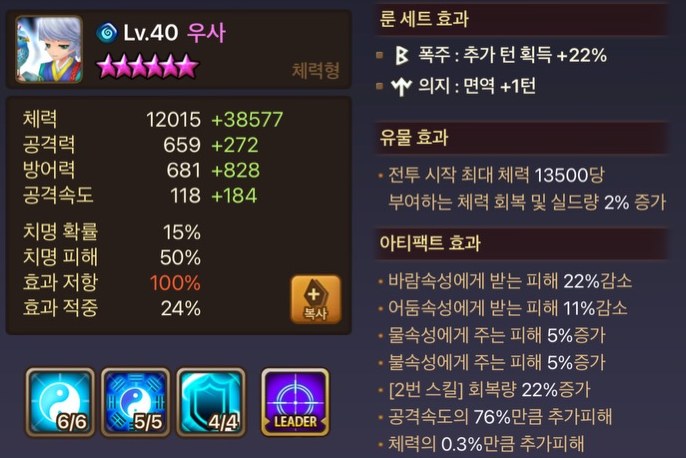 Lv.40 우사
체력형
체력 12015 +38577
공격력 659 +272
방어력 681 +828
공격속도 118 +184
치명 확률 15%
치명 피해 50%
효과 저항 100%
효과 적중 24%
복사
6/6 5/5 4/4 LEADER
룬 세트 효과
폭주 : 추가 턴 획득 +22%
의지 : 면역 +1턴
유물 효과
• 전투 시작 최대 체력 13500당
부여하는 체력 회복 및 실드량 2% 증가
아티팩트 효과
• 바람속성에게 받는 피해 22%감소
• 어둠속성에게 받는 피해 11%감소
• 물속성에게 주는 피해 5%증가
• 불속성에게 주는 피해 5%증가
• [2번 스킬] 회복량 22%증가
• 공격속도의 76%만큼 추가피해
• 체력의 0.3%만큼 추가피해